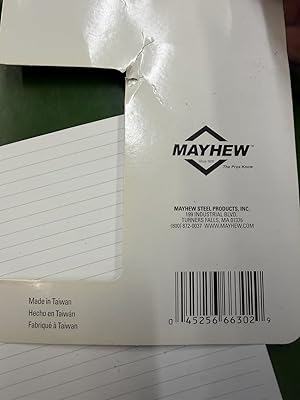 MAYHEW™
Since 1856
The Pros Know
MAYHEW STEEL PRODUCTS, INC.
199 INDUSTRIAL BLVD.
TURNERS FALLS, MA 01376
(800) 872-0037 WWW.MAYHEW.COM
Made in Taiwan
Hecho en Taiwán
Fabriqué à Taiwan
0 45256 66302 9